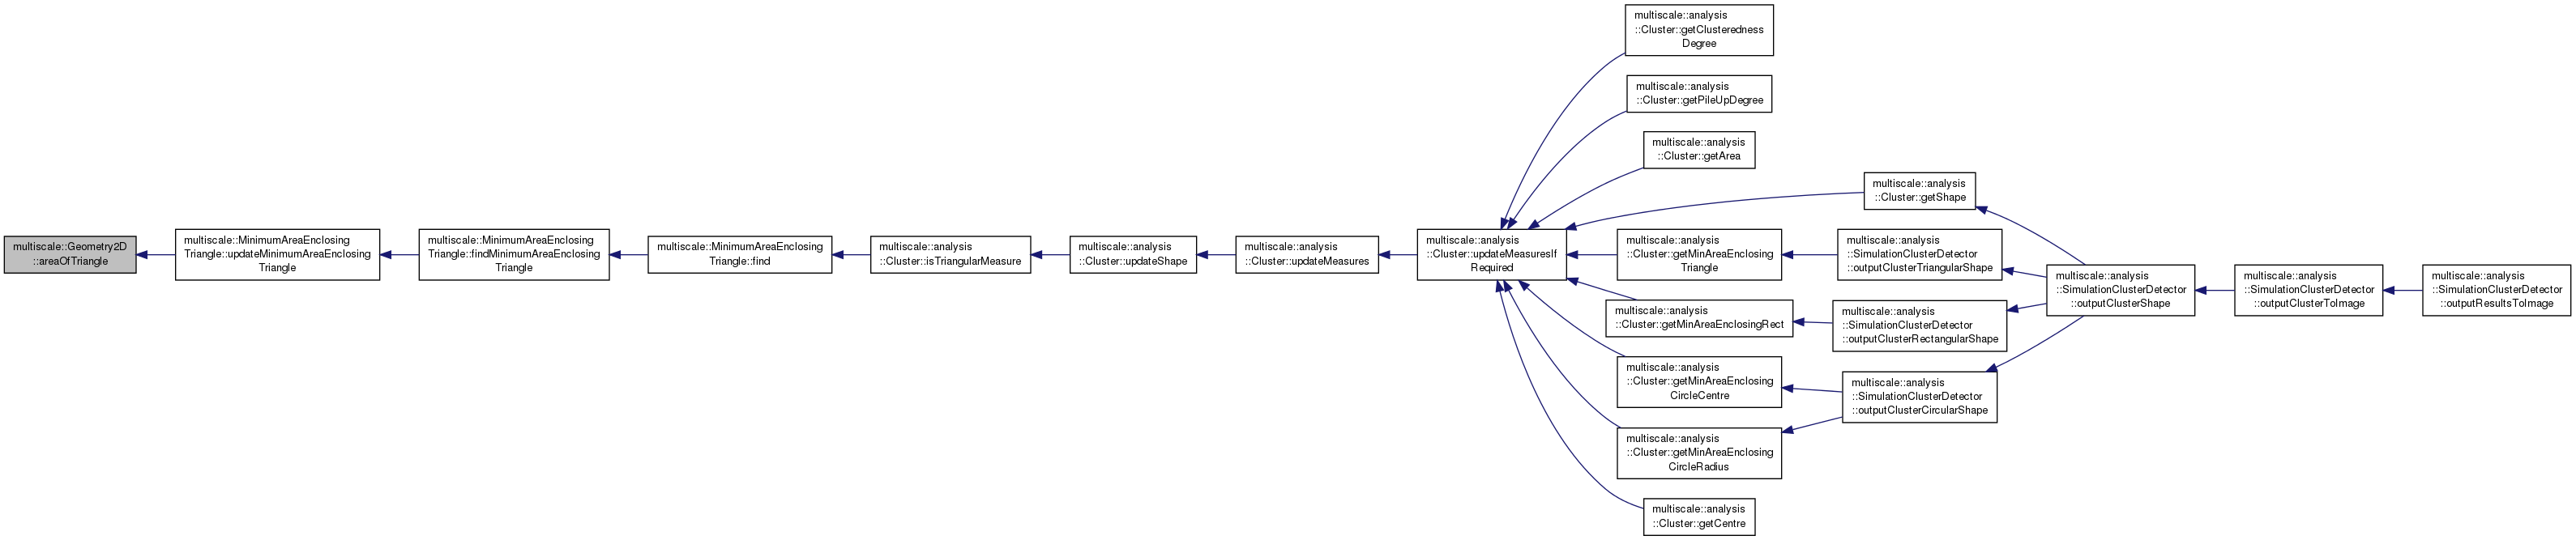 multiscale::Geometry2D
::areaOfTriangle
multiscale::MinimumAreaEnclosing
Triangle::updateMinimumAreaEnclosing
Triangle
multiscale::MinimumAreaEnclosing
Triangle::findMinimumAreaEnclosing
Triangle
multiscale::MinimumAreaEnclosing
Triangle::find
multiscale::analysis
::Cluster::isTriangularMeasure
multiscale::analysis
::Cluster::updateShape
multiscale::analysis
::Cluster::updateMeasures
multiscale::analysis
::Cluster::updateMeasuresIf
Required
multiscale::analysis
::Cluster::getClusteredness
Degree
multiscale::analysis
::Cluster::getPileUpDegree
multiscale::analysis
::Cluster::getArea
multiscale::analysis
::Cluster::getShape
multiscale::analysis
::Cluster::getMinAreaEnclosing
Triangle
multiscale::analysis
::Cluster::getMinAreaEnclosingRect
multiscale::analysis
::Cluster::getMinAreaEnclosing
CircleCentre
multiscale::analysis
::Cluster::getMinAreaEnclosing
CircleRadius
multiscale::analysis
::Cluster::getCentre
multiscale::analysis
::SimulationClusterDetector
::outputClusterTriangularShape
multiscale::analysis
::SimulationClusterDetector
::outputClusterRectangularShape
multiscale::analysis
::SimulationClusterDetector
::outputClusterCircularShape
multiscale::analysis
::SimulationClusterDetector
::outputClusterShape
multiscale::analysis
::SimulationClusterDetector
::outputClusterToImage
multiscale::analysis
::SimulationClusterDetector
::outputResultsToImage